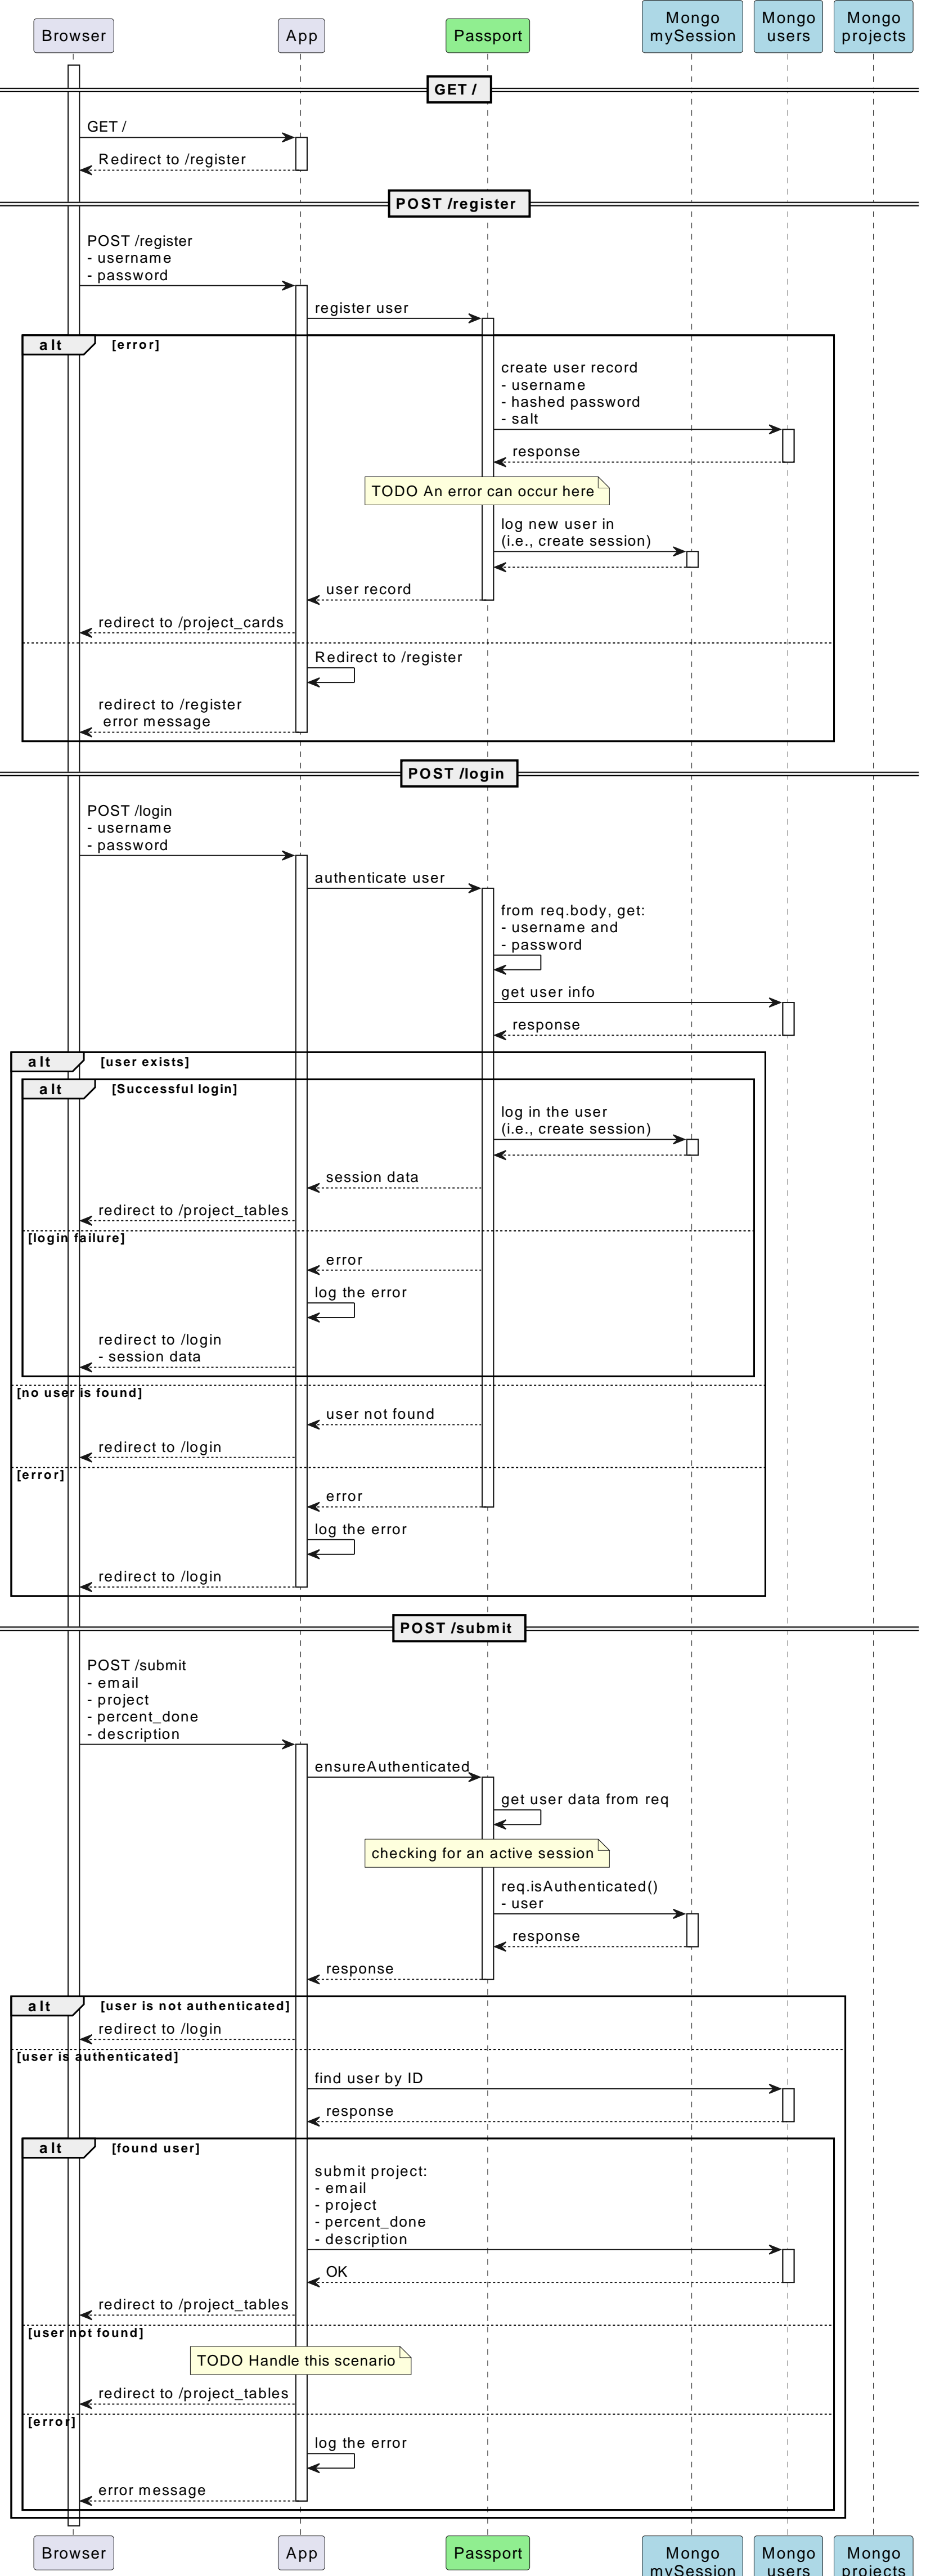 Browser
App
Passport
Mongo
mySession
Mongo
users
Mongo
projects
GET /
GET /
Redirect to /register
POST /register
POST /register
- username
- password
register user
alt
[error]
create user record
- username
- hashed password
- salt
response
TODO An error can occur here
log new user in
(i.e., create session)
user record
redirect to /project_cards
Redirect to /register
redirect to /register
error message
POST /login
POST /login
- username
- password
authenticate user
from req.body, get:
- username and
- password
get user info
response
alt
[user exists]
alt
[Successful login]
log in the user
(i.e., create session)
session data
redirect to /project_tables
[login failure]
error
log the error
redirect to /login
- session data
[no user is found]
user not found
redirect to /login
[error]
error
log the error
redirect to /login
POST /submit
POST /submit
- email
- project
- percent_done
- description
ensureAuthenticated
get user data from req
checking for an active session
req.isAuthenticated()
- user
response
response
alt
[user is not authenticated]
redirect to /login
[user is authenticated]
find user by ID
response
alt
[found user]
submit project:
- email
- project
- percent_done
- description
OK
redirect to /project_tables
[user not found]
TODO Handle this scenario
redirect to /project_tables
[error]
log the error
error message
Browser
App
Passport
Mongo
mySession
Mongo
users
Mongo
projects